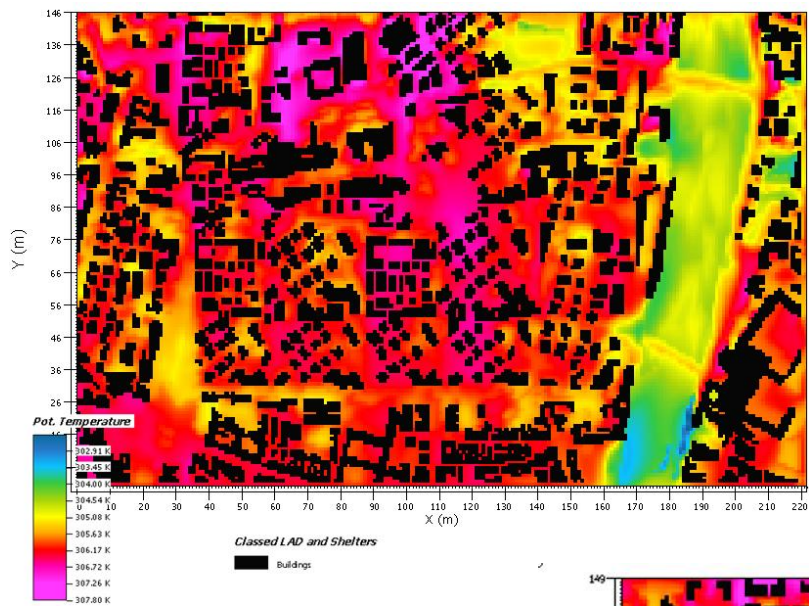 146
136
126
116
106
96
86
76
66
56
46
36
26
Y (m)
Pot. Temperature
302.91 K
303.45 K
304.00 K
304.54 K
305.08 K
305.63 K
306.17 K
306.72 K
307.26 K
307.80 K
0 10 20 30 40 50 60 70 80 90 100 110 120 130 140 150 160 170 180 190 200 210 220
X (m)
Classed LAD and Shelters
Buildings
149